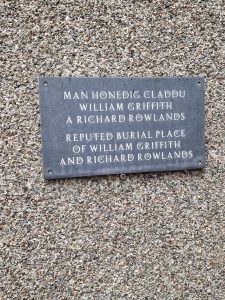 MAN HONEDIG CLADDU
WILLIAM GRIFFITH
A RICHARD ROWLANDS
REPUTED BURIAL PLACE
OF WILLIAM GRIFFITH
AND RICHARD ROWLANDS